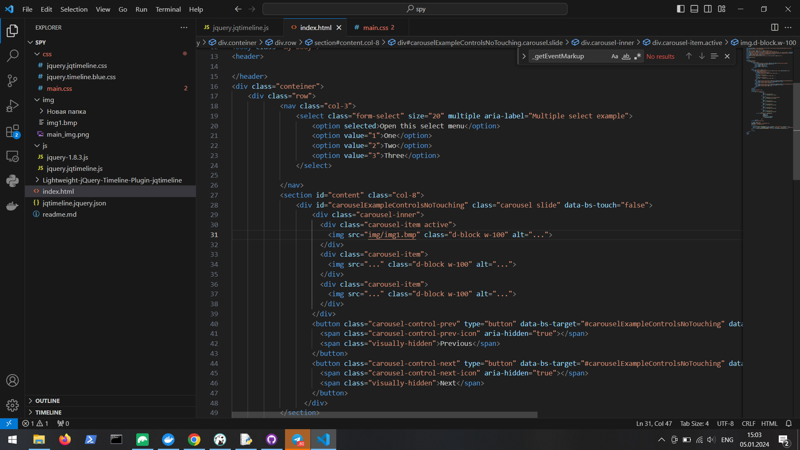 File Edit Selection View Go Run Terminal Help
spy
EXPLORER
jquery.jqtimeline.js
index.html
main.css 2
SPY
css
jquery.jqtimeline.css
jquery.timeline.blue.css
main.css 2
img
Новая папка
img1.bmp
main_img.png
js
jquery-1.8.3.js
jquery.jqtimeline.js
Lightweight-jQuery-Timeline-Plugin-jqtimeline
index.html
jqtimeline.jquery.json
readme.md
OUTLINE
TIMELINE
div.conteiner div.row section#content.col-8 div#carouselExampleControlsNoTouching.carousel.slide div.carousel-inner div.carousel-item.active img.d-block.w-100
_getEventMarkup
Aa
No results
13 <header>
14
15 </header>
16 <div class="conteiner">
17 <div class="row">
18 <nav class="col-3">
19 <select class="form-select" size="20" multiple aria-label="Multiple select example">
20 <option selected>Open this select menu</option>
21 <option value="1">One</option>
22 <option value="2">Two</option>
23 <option value="3">Three</option>
24 </select>
25
26 </nav>
27 <section id="content" class="col-8">
28 <div id="carouselExampleControlsNoTouching" class="carousel slide" data-bs-touch="false">
29 <div class="carousel-inner">
30 <div class="carousel-item active">
31 <img src="img/img1.bmp" class="d-block w-100" alt="...">
32 </div>
33 <div class="carousel-item">
34 <img src="..." class="d-block w-100" alt="...">
35 </div>
36 <div class="carousel-item">
37 <img src="..." class="d-block w-100" alt="...">
38 </div>
39 </div>
40 <button class="carousel-control-prev" type="button" data-bs-target="#carouselExampleControlsNoTouching" dat
41 <span class="carousel-control-prev-icon" aria-hidden="true"></span>
42 <span class="visually-hidden">Previous</span>
43 </button>
44 <button class="carousel-control-next" type="button" data-bs-target="#carouselExampleControlsNoTouching" dat
45 <span class="carousel-control-next-icon" aria-hidden="true"></span>
46 <span class="visually-hidden">Next</span>
47 </button>
48 </div>
49 </section>
1 1 0
Ln 31, Col 47 Tab Size: 4 UTF-8 CRLF HTML
ENG
15:03
05.01.2024
2